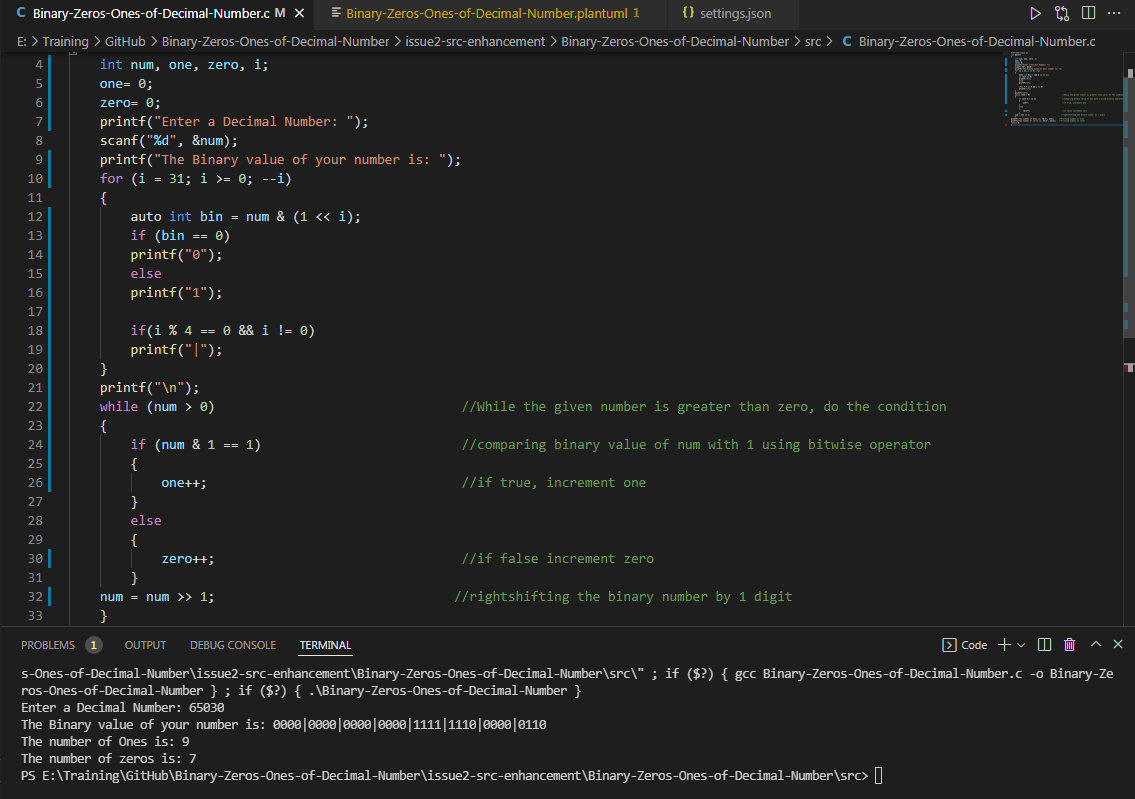 C Binary-Zeros-Ones-of-Decimal-Number.c M × Binary-Zeros-Ones-of-Decimal-Number.plantuml 1 {} settings.json
E: > Training > GitHub > Binary-Zeros-Ones-of-Decimal-Number > issue2-src-enhancement > Binary-Zeros-Ones-of-Decimal-Number > src > C Binary-Zeros-Ones-of-Decimal-Number.c
4 int num, one, zero, i;
5 one= 0;
6 zero= 0;
7 printf("Enter a Decimal Number: ");
8 scanf("%d", &num);
9 printf("The Binary value of your number is: ");
10 for (i = 31; i >= 0; --i)
11 {
12 auto int bin = num & (1 << i);
13 if (bin == 0)
14 printf("0");
15 else
16 printf("1");
17
18 if(i % 4 == 0 && i != 0)
19 printf("|");
20 }
21 printf("\n");
22 while (num > 0) //While the given number is greater than zero, do the condition
23 {
24 if (num & 1 == 1) //comparing binary value of num with 1 using bitwise operator
25 {
26 one++; //if true, increment one
27 }
28 else
29 {
30 zero++; //if false increment zero
31 }
32 num = num >> 1; //rightshifting the binary number by 1 digit
33 }
PROBLEMS 1 OUTPUT DEBUG CONSOLE TERMINAL Code
s-Ones-of-Decimal-Number\issue2-src-enhancement\Binary-Zeros-Ones-of-Decimal-Number\src\" ; if ($?) { gcc Binary-Zeros-Ones-of-Decimal-Number.c -o Binary-Ze
ros-Ones-of-Decimal-Number } ; if ($?) { .\Binary-Zeros-Ones-of-Decimal-Number }
Enter a Decimal Number: 65030
The Binary value of your number is: 0000|0000|0000|0000|1111|1110|0000|0110
The number of Ones is: 9
The number of zeros is: 7
PS E:\Training\GitHub\Binary-Zeros-Ones-of-Decimal-Number\issue2-src-enhancement\Binary-Zeros-Ones-of-Decimal-Number\src>